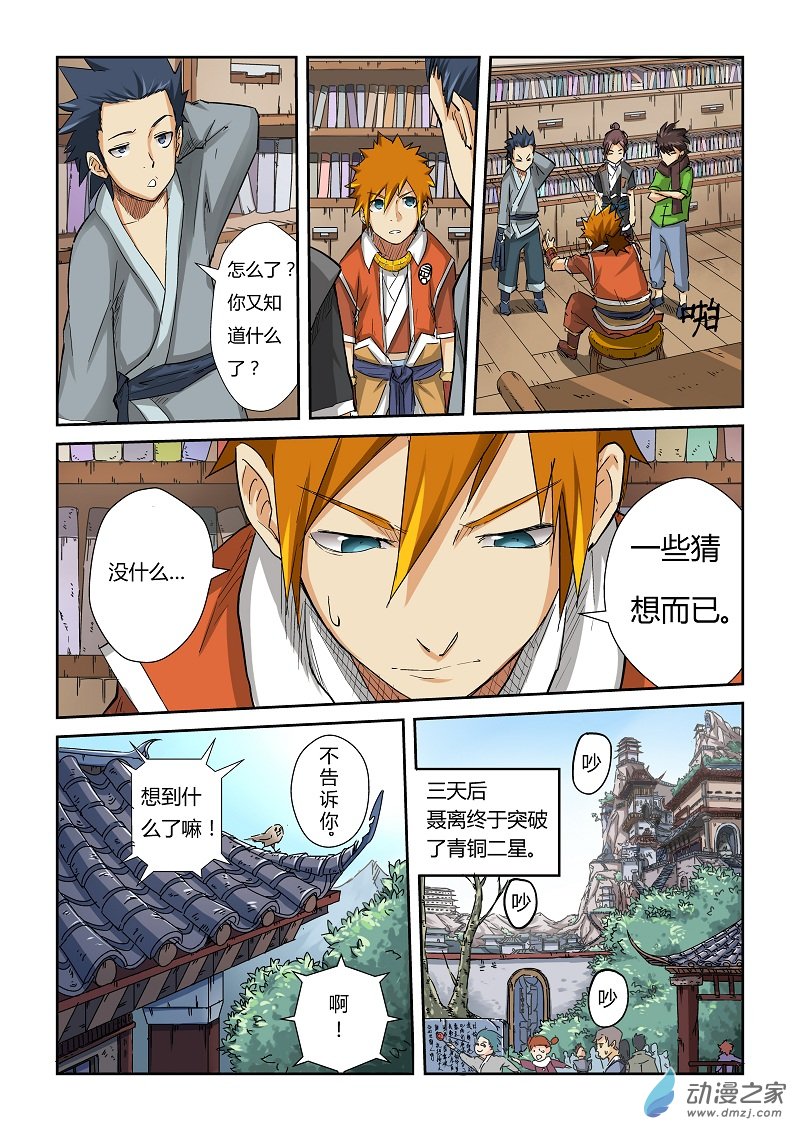 怎么了？
你又知
道什么
了？
啪
没什么…
一些猜
想而已。
想到什
么了嘛！
不告诉你。
啊！
三天后
聂离终于突破
了青铜二星。
吵
吵
吵
吵
动漫之家
www.dmzj.com